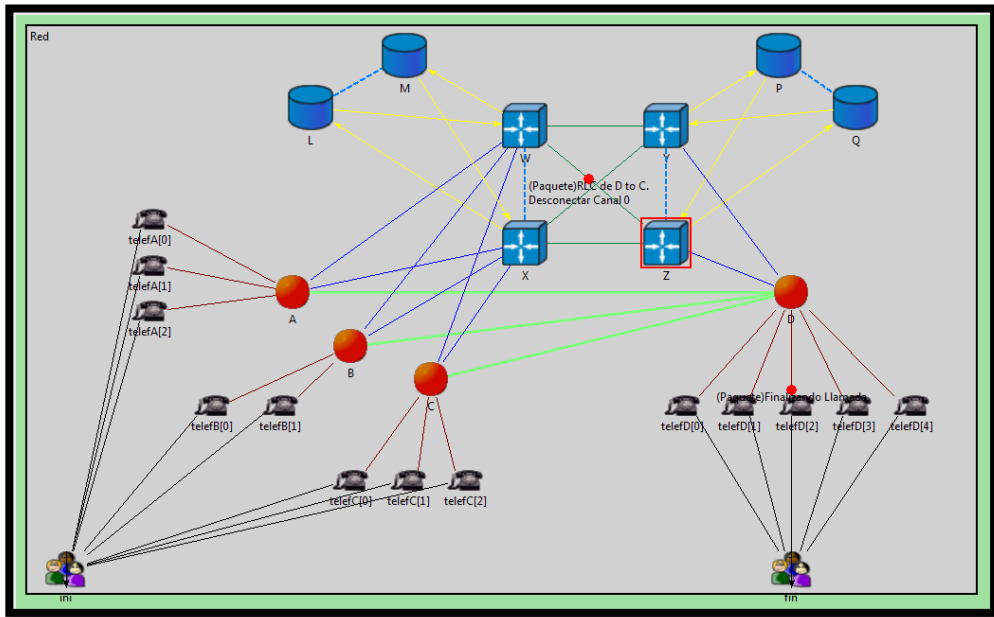 Red
M
P
L
Q
W
Y
(Paquete)RLC de D to C.
Desconectar Canal 0
telefA[0]
X
Z
telefA[1]
telefA[2]
A
D
B
(Paquete)Finalizando Llamada
C
telefB[0]
telefB[1]
telefD[0]
telefD[1]
telefD[2]
telefD[3]
telefD[4]
telefC[0]
telefC[1]
telefC[2]
ini
fin